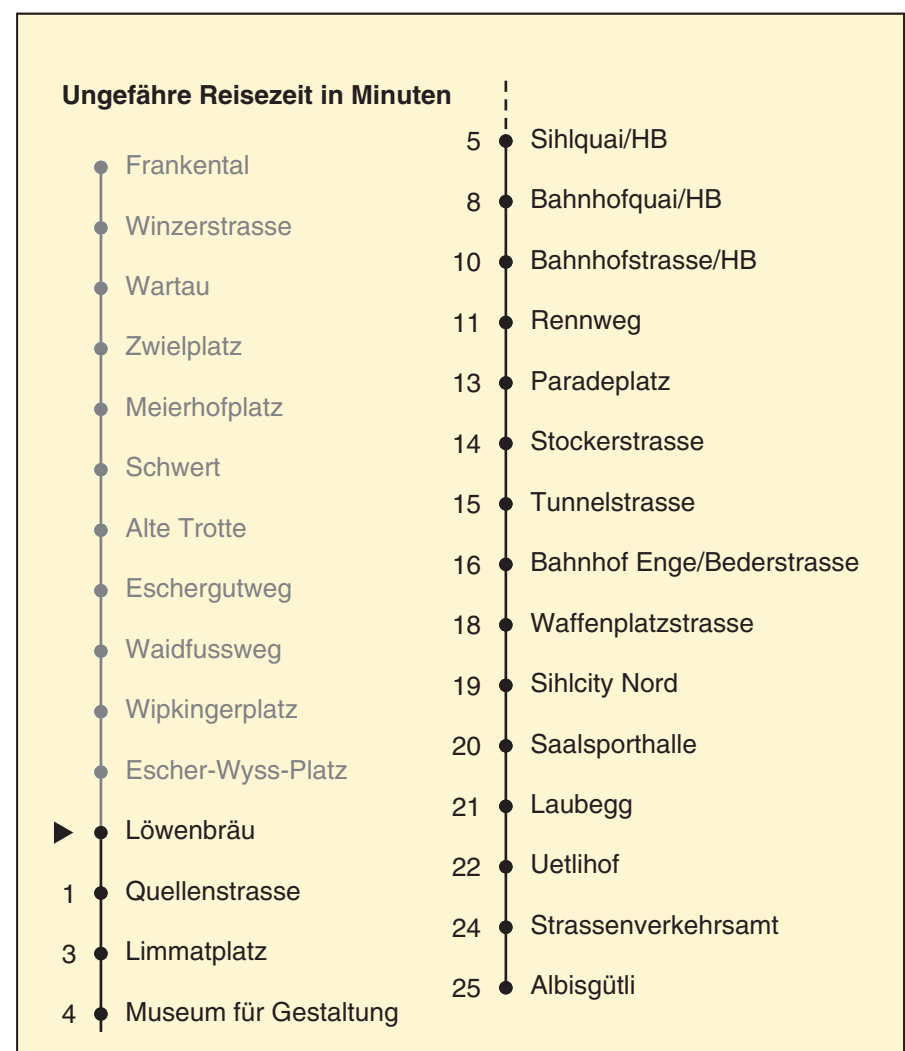 Ungefähre Reisezeit in Minuten
Frankental
Winzerstrasse
Wartau
Zwielplatz
Meierhofplatz
Schwert
Alte Trotte
Eschergutweg
Waidfussweg
Wipkingerplatz
Escher-Wyss-Platz
Löwenbräu
1 Quellenstrasse
3 Limmatplatz
4 Museum für Gestaltung
5 Sihlquai/HB
8 Bahnhofquai/HB
10 Bahnhofstrasse/HB
11 Rennweg
13 Paradeplatz
14 Stockerstrasse
15 Tunnelstrasse
16 Bahnhof Enge/Bederstrasse
18 Waffenplatzstrasse
19 Sihlcity Nord
20 Saalsporthalle
21 Laubegg
22 Uetlihof
24 Strassenverkehrsamt
25 Albisgütli